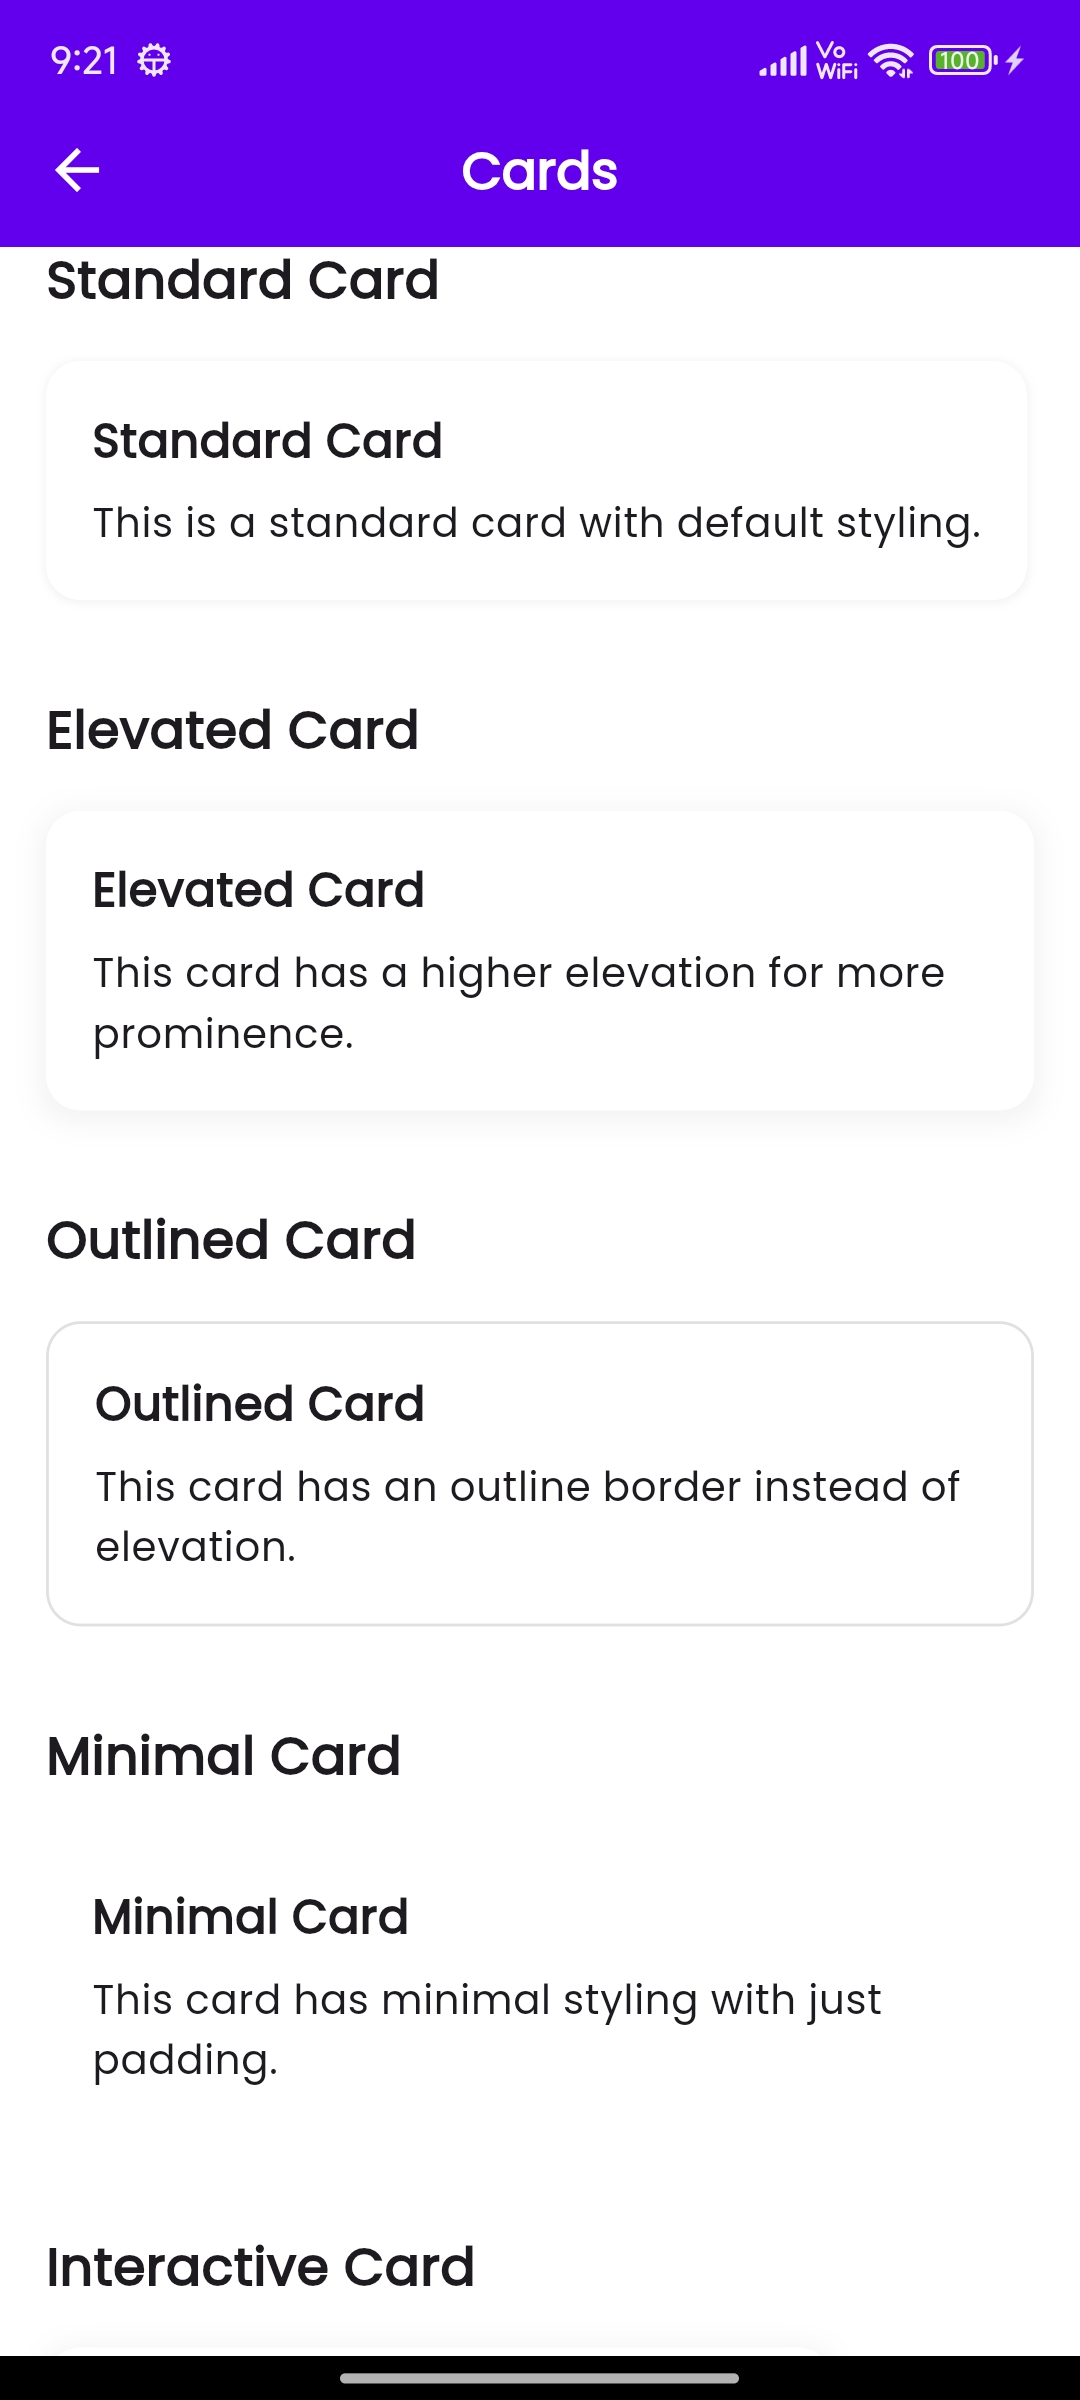 9:21
Vo
WiFi
100
Cards
Standard Card
Standard Card
This is a standard card with default styling.
Elevated Card
Elevated Card
This card has a higher elevation for more
prominence.
Outlined Card
Outlined Card
This card has an outline border instead of
elevation.
Minimal Card
Minimal Card
This card has minimal styling with just
padding.
Interactive Card